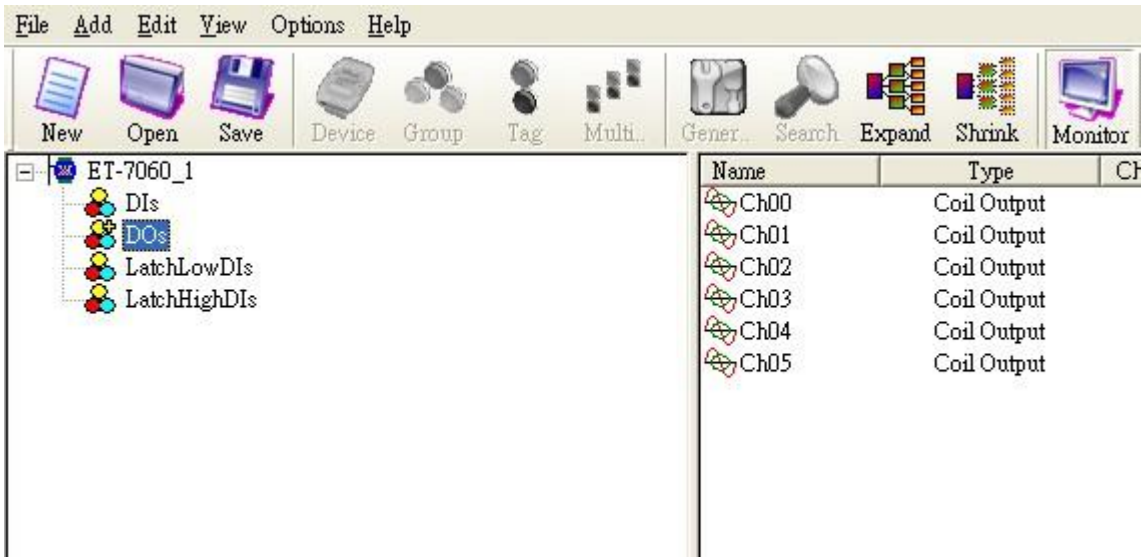 File Add Edit View Options Help
New Open Save Device Group Tag Multi.. Gener... Search Expand Shrink Monitor
ET-7060_1
DIs
DOs
LatchLowDIs
LatchHighDIs
Name Type Ch
Ch00 Coil Output
Ch01 Coil Output
Ch02 Coil Output
Ch03 Coil Output
Ch04 Coil Output
Ch05 Coil Output